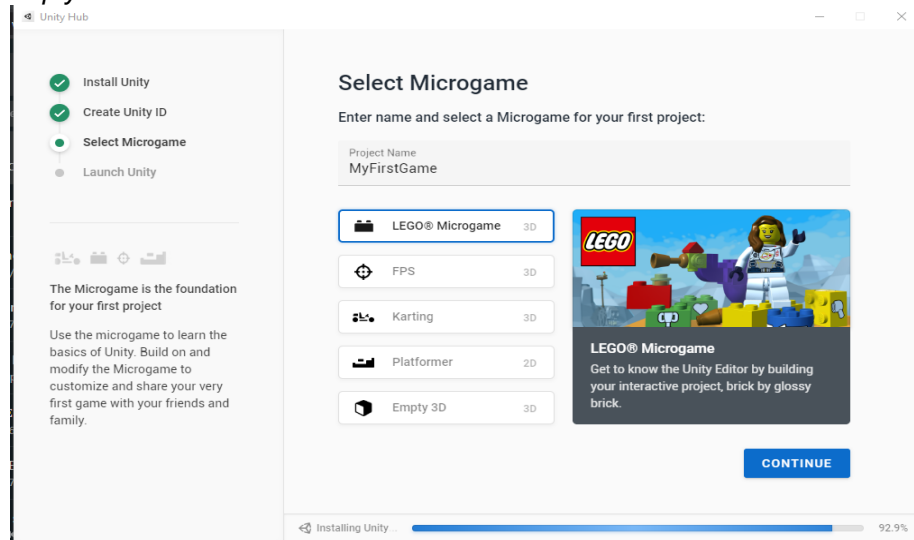 Unity Hub
Install Unity
Create Unity ID
Select Microgame
Launch Unity
The Microgame is the foundation
for your first project
Use the microgame to learn the
basics of Unity. Build on and
modify the Microgame to
customize and share your very
first game with your friends and
family.
Select Microgame
Enter name and select a Microgame for your first project:
Project Name
MyFirstGame
LEGO® Microgame 3D
FPS 3D
Karting 3D
Platformer 2D
Empty 3D 3D
LEGO
LEGO® Microgame
Get to know the Unity Editor by building
your interactive project, brick by glossy
brick.
CONTINUE
Installing Unity... 92.9%